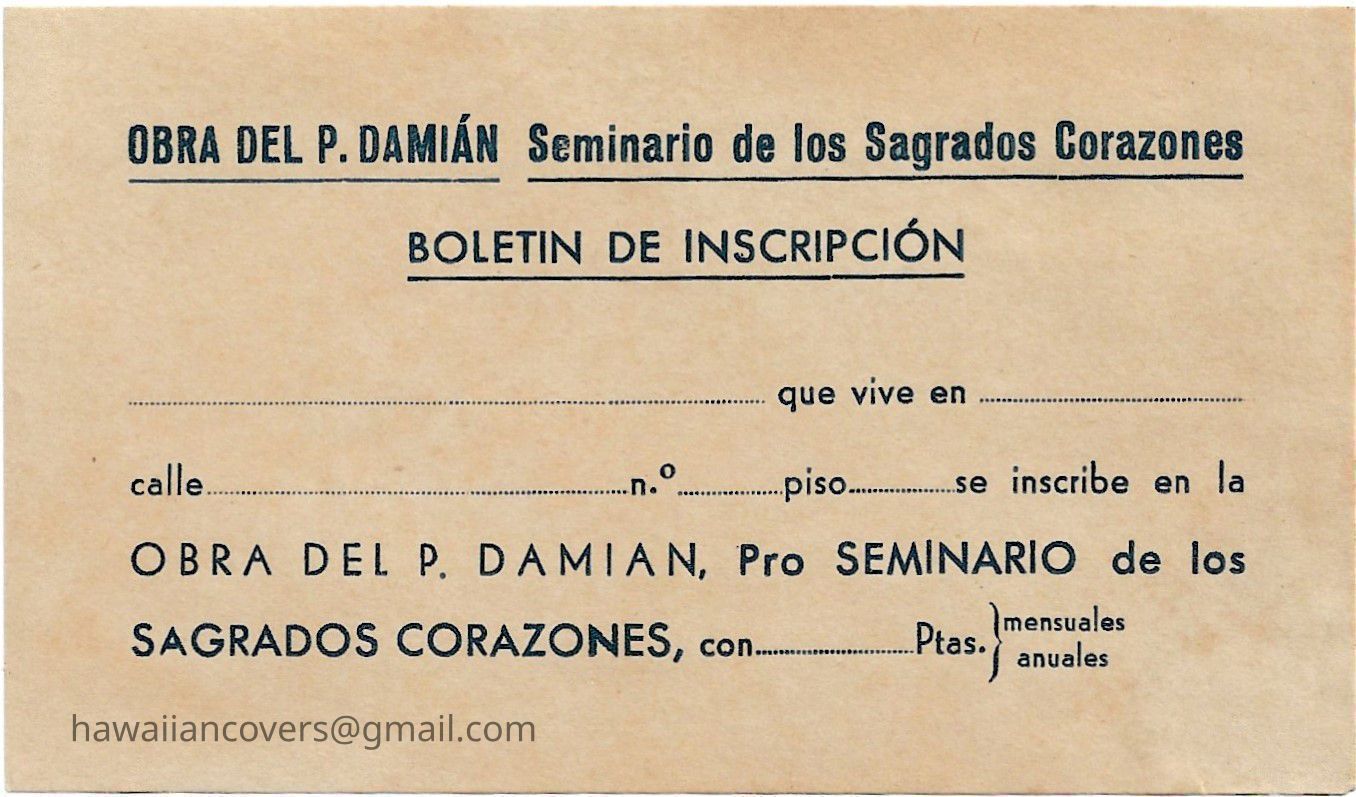 OBRA DEL P. DAMIÁN Seminario de los Sagrados Corazones
BOLETIN DE INSCRIPCIÓN
........................ que vive en ........................
calle........................n.º............piso............se inscribe en la
OBRA DEL P. DAMIAN, Pro SEMINARIO de los
SAGRADOS CORAZONES, con..................Ptas.}mensuales
anuales
hawaiiancovers@gmail.com